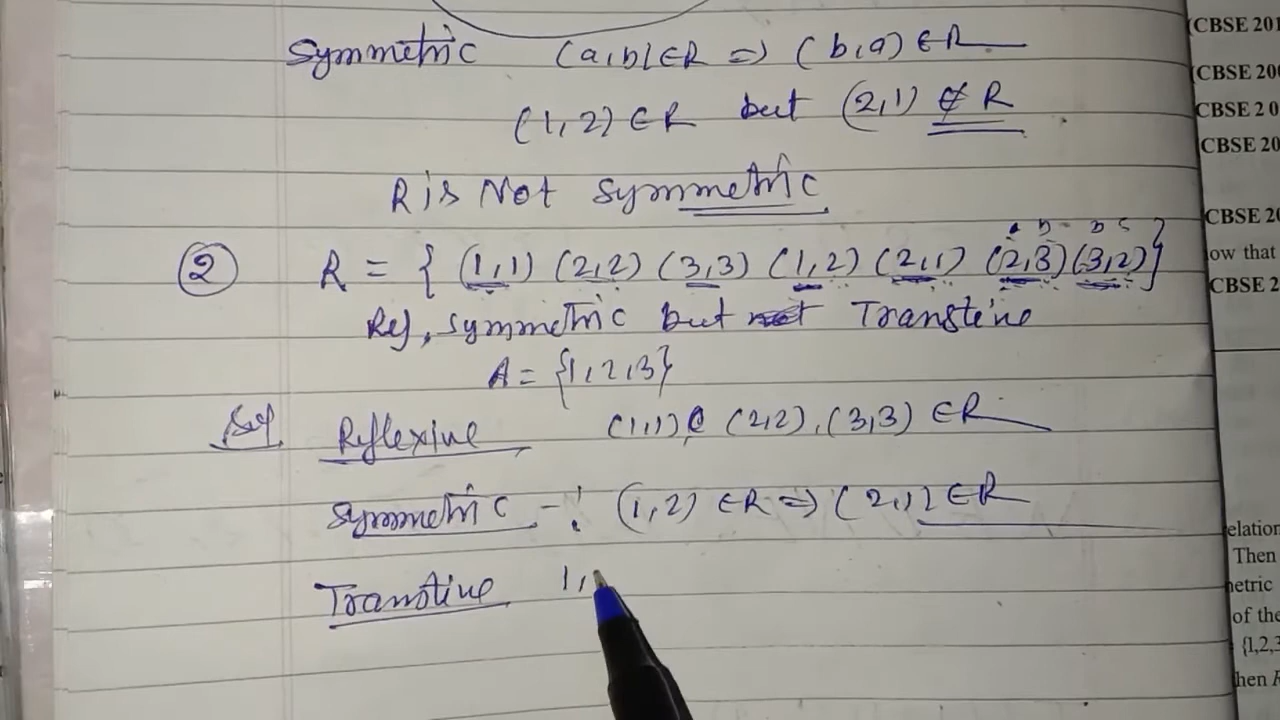 Symmetric (a,b) ∈ R ⇒ (b,a) ∈ R
(1,2) ∈ R but (2,1) ∉ R
R is Not Symmetric
a b b c
② R = { (1,1) (2,2) (3,3) (1,2) (2,1) (2,3) (3,2) }
Ref, symmetric but not Transtive
A = {1,2,3}
Sol Reflexive (1,1) (2,2), (3,3) ∈ R
Symmetric -: (1,2) ∈ R ⇒ (2,1) ∈ R
Transtive 1,
(CBSE 201
(CBSE 200
CBSE 20
CBSE 20
CBSE 20
ow that
CBSE 2
elation
Then
netric
of the
{1,2,3
hen R